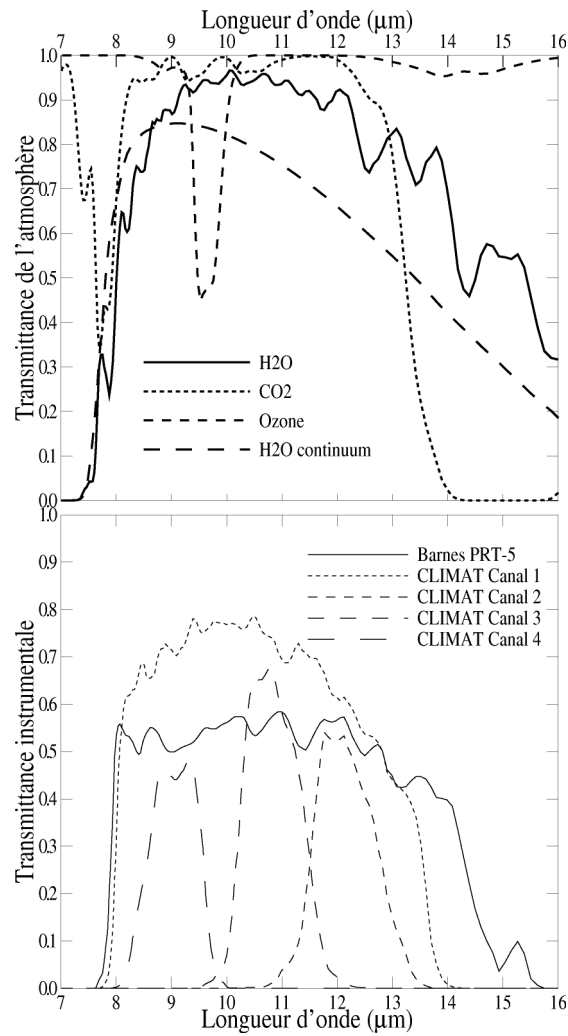 Longueur d'onde (μm)
7 8 9 10 11 12 13 14 15 16
1.0
0.9
0.8
0.7
0.6
0.5
0.4
0.3
0.2
0.1
0.0
Transmittance de l'atmosphère
H2O
CO2
Ozone
H2O continuum
1.0
0.9
0.8
0.7
0.6
0.5
0.4
0.3
0.2
0.1
0.0
Transmittance instrumentale
Barnes PRT-5
CLIMAT Canal 1
CLIMAT Canal 2
CLIMAT Canal 3
CLIMAT Canal 4
7 8 9 10 11 12 13 14 15 16
Longueur d'onde (μm)